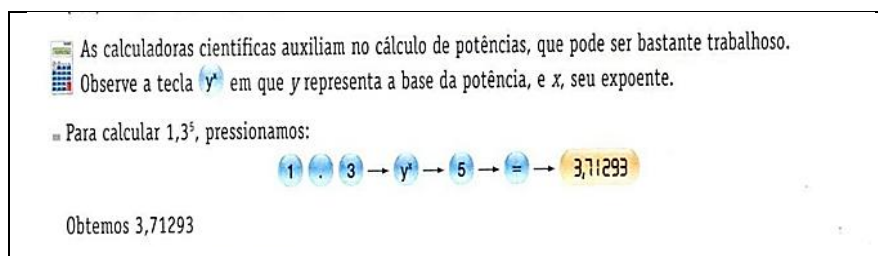 As calculadoras científicas auxiliam no cálculo de potências, que pode ser bastante trabalhoso.
Observe a tecla yˣ em que y representa a base da potência, e x, seu expoente.
Para calcular 1,3⁵, pressionamos:
1 . 3 → yˣ → 5 → = → 3,71293
Obtemos 3,71293